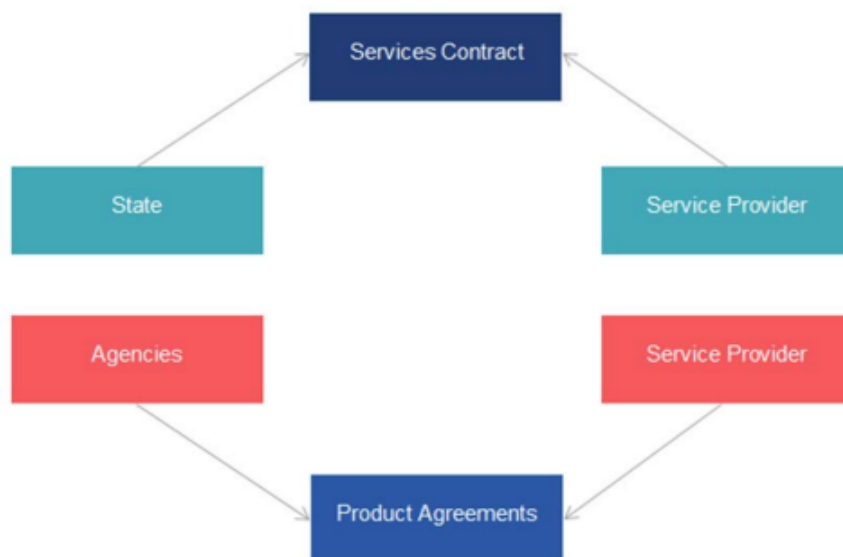 Services Contract
State
Service Provider
Agencies
Service Provider
Product Agreements